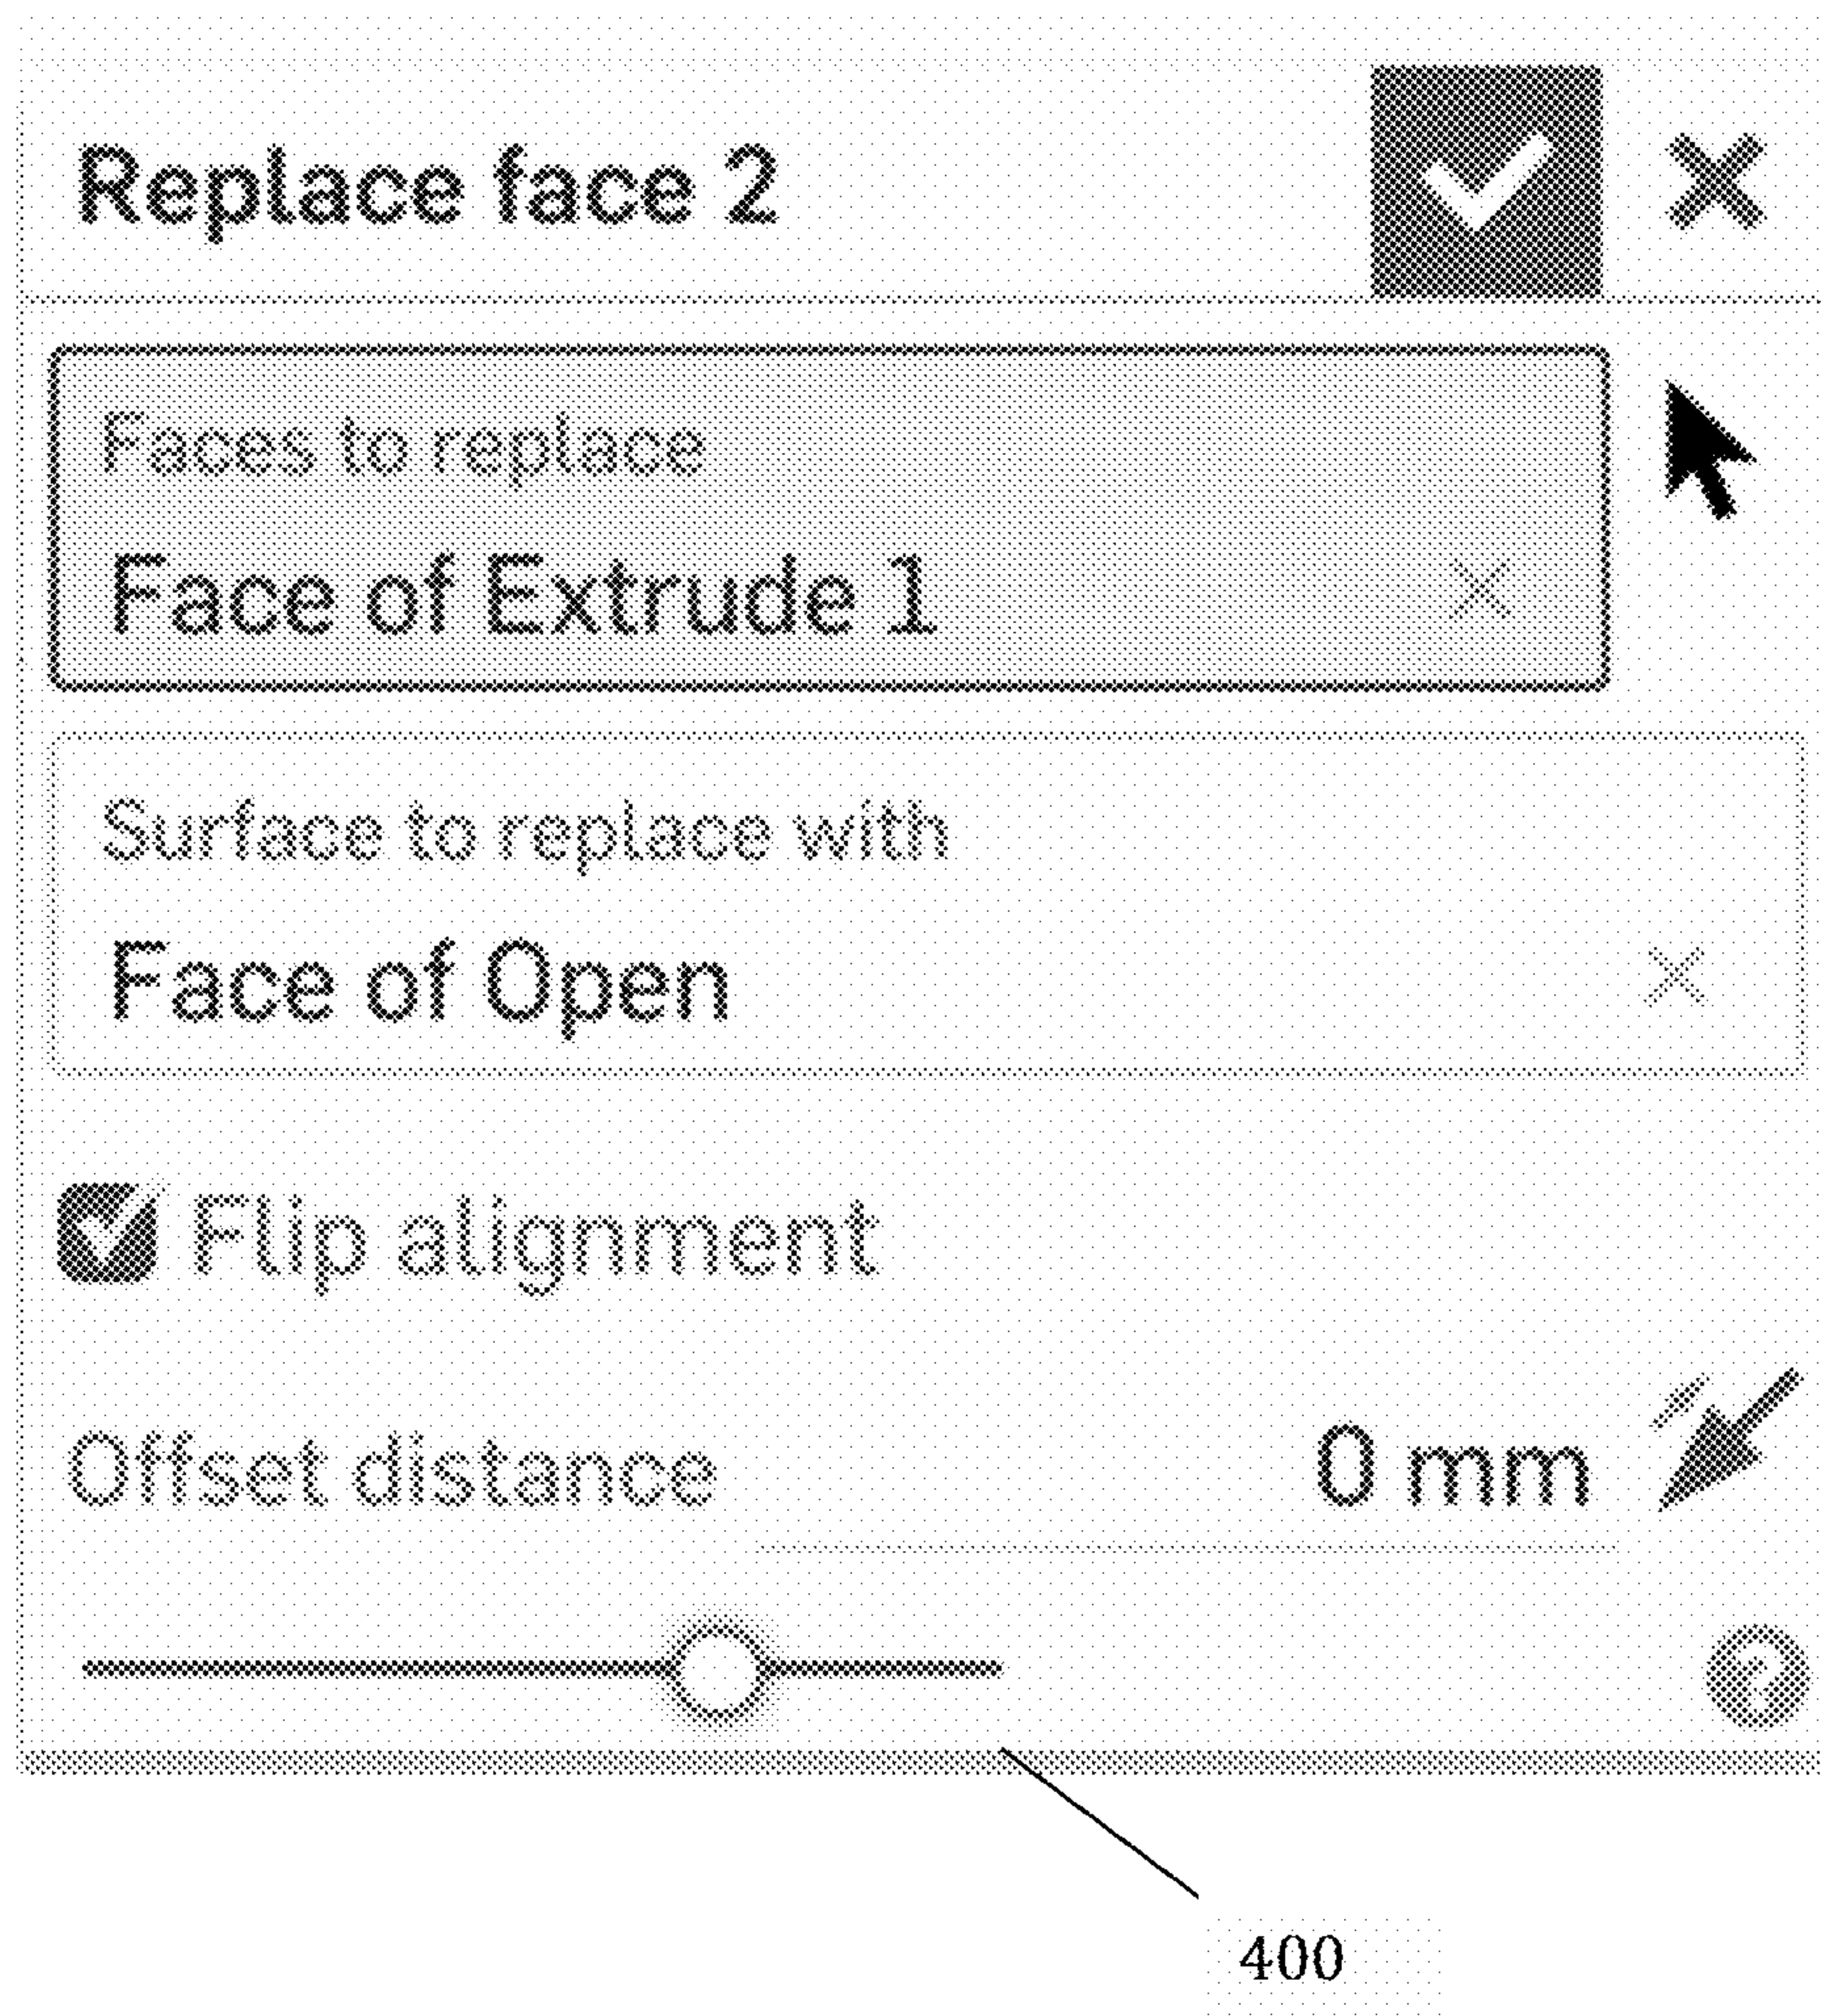 Replace face 2
Faces to replace
Face of Extrude 1
Surface to replace with
Face of Open
Flip alignment
Offset distance 0 mm
?
400